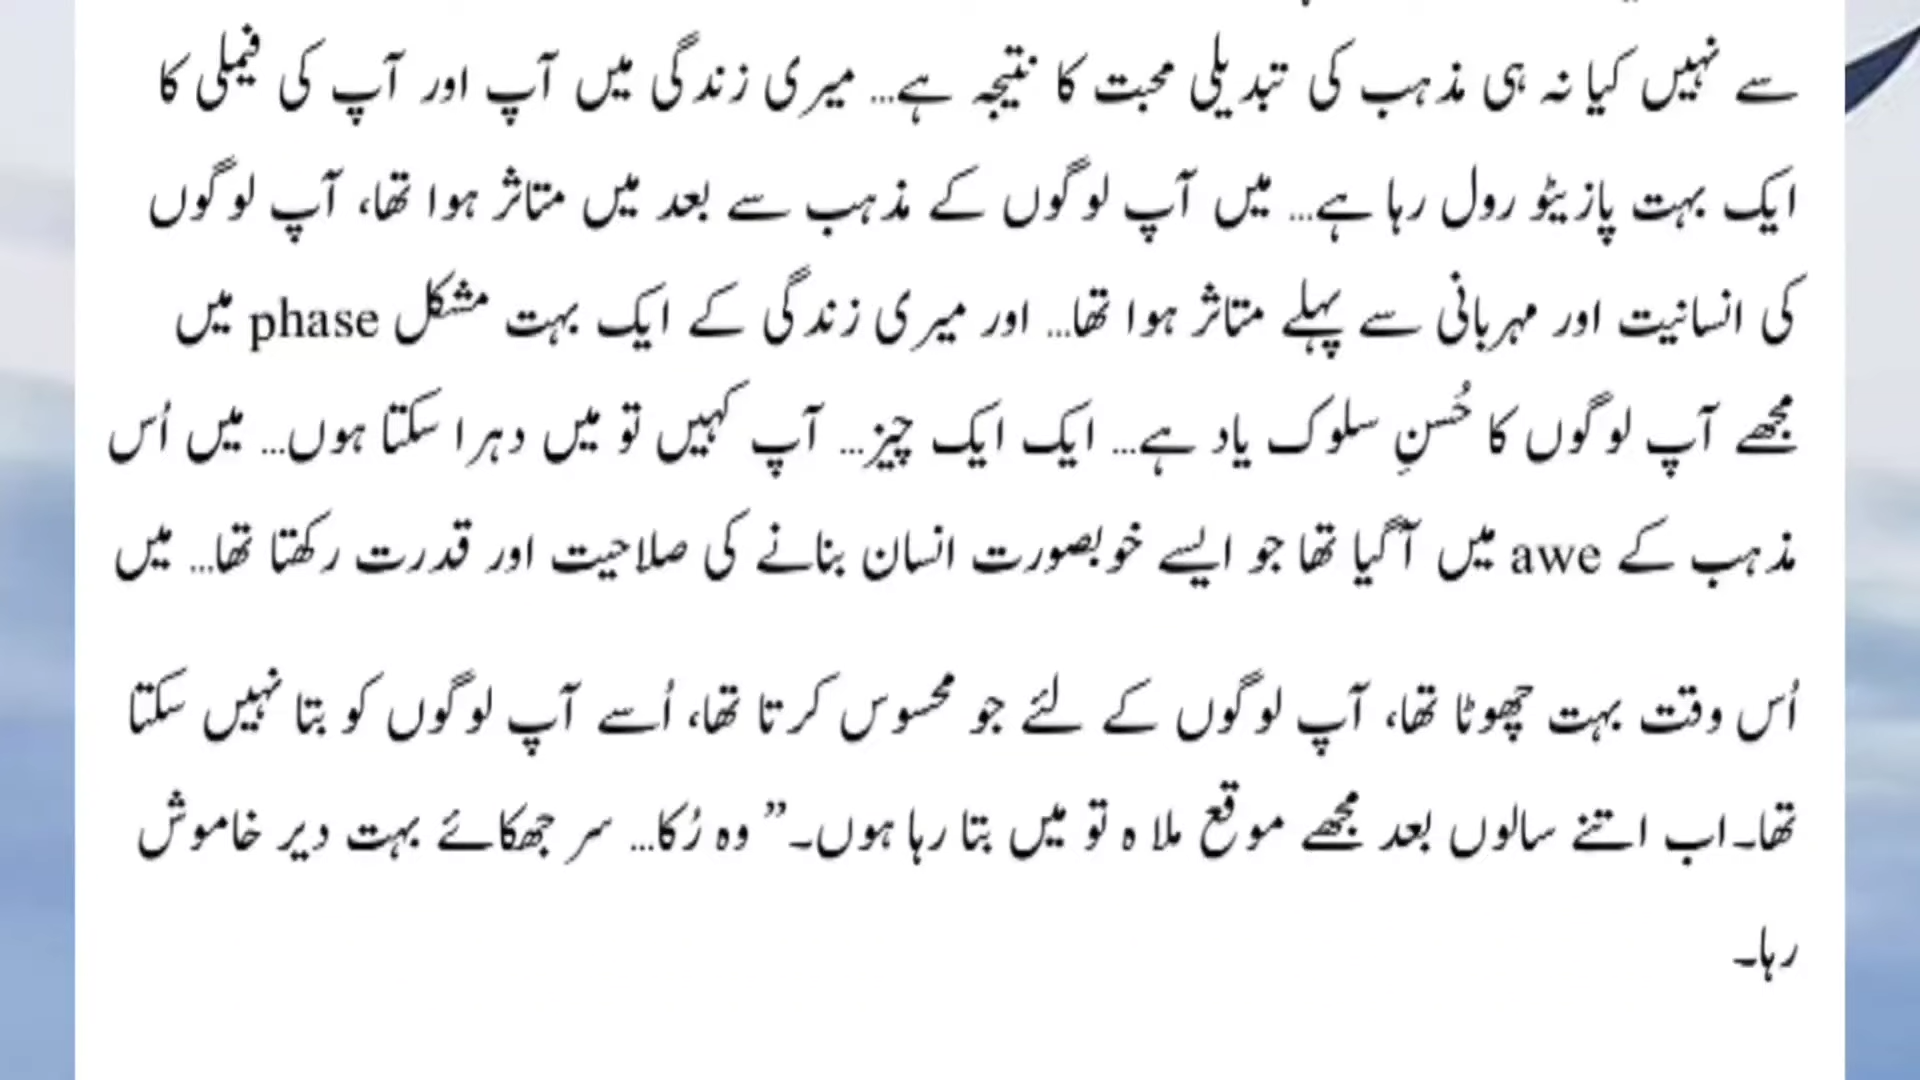 سے نہیں کیا نہ ہی مذہب کی تبدیلی محبت کا نتیجہ ہے... میری زندگی میں آپ اور آپ کی فیملی کا
ایک بہت پازیٹو رول رہا ہے... میں آپ لوگوں کے مذہب سے بعد میں متاثر ہوا تھا، آپ لوگوں
کی انسانیت اور مہربانی سے پہلے متاثر ہوا تھا... اور میری زندگی کے ایک بہت مشکل phase میں
مجھے آپ لوگوں کا حُسنِ سلوک یاد ہے... ایک ایک چیز... آپ کہیں تو میں دہرا سکتا ہوں... میں اُس
مذہب کے awe میں آگیا تھا جو ایسے خوبصورت انسان بنانے کی صلاحیت اور قدرت رکھتا تھا... میں
اُس وقت بہت چھوٹا تھا، آپ لوگوں کے لئے جو محسوس کرتا تھا، اُسے آپ لوگوں کو بتا نہیں سکتا
تھا۔اب اتنے سالوں بعد مجھے موقع ملا ہ تو میں بتا رہا ہوں۔” وہ رُکا... سر جھکائے بہت دیر خاموش
رہا۔